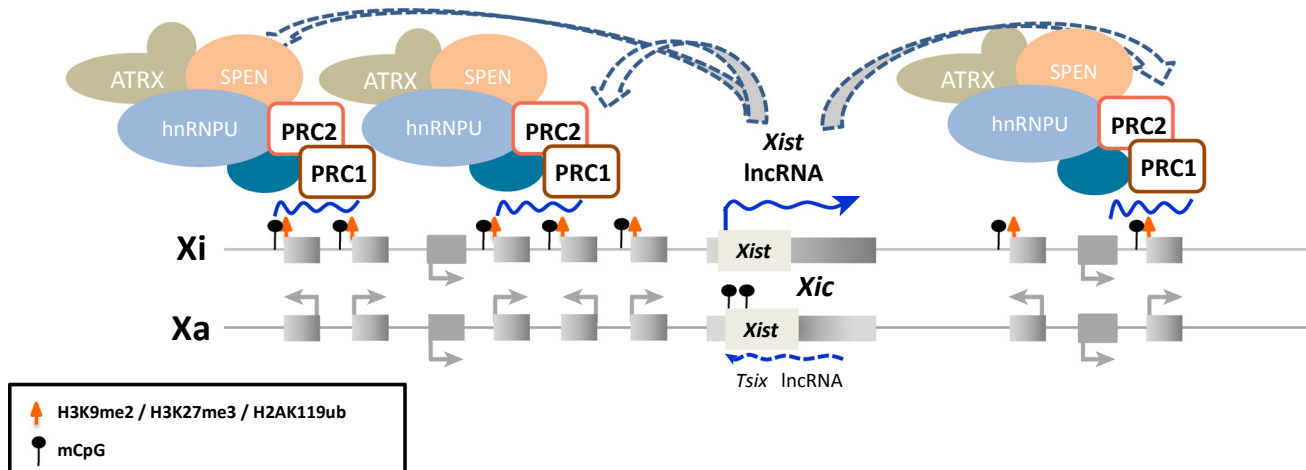 ATRX
SPEN
hnRNPU
PRC2
PRC1
ATRX
SPEN
hnRNPU
PRC2
PRC1
ATRX
SPEN
hnRNPU
PRC2
PRC1
Xist
lncRNA
Xi
Xist
Xic
Xa
Xist
Tsix lncRNA
H3K9me2 / H3K27me3 / H2AK119ub
mCpG